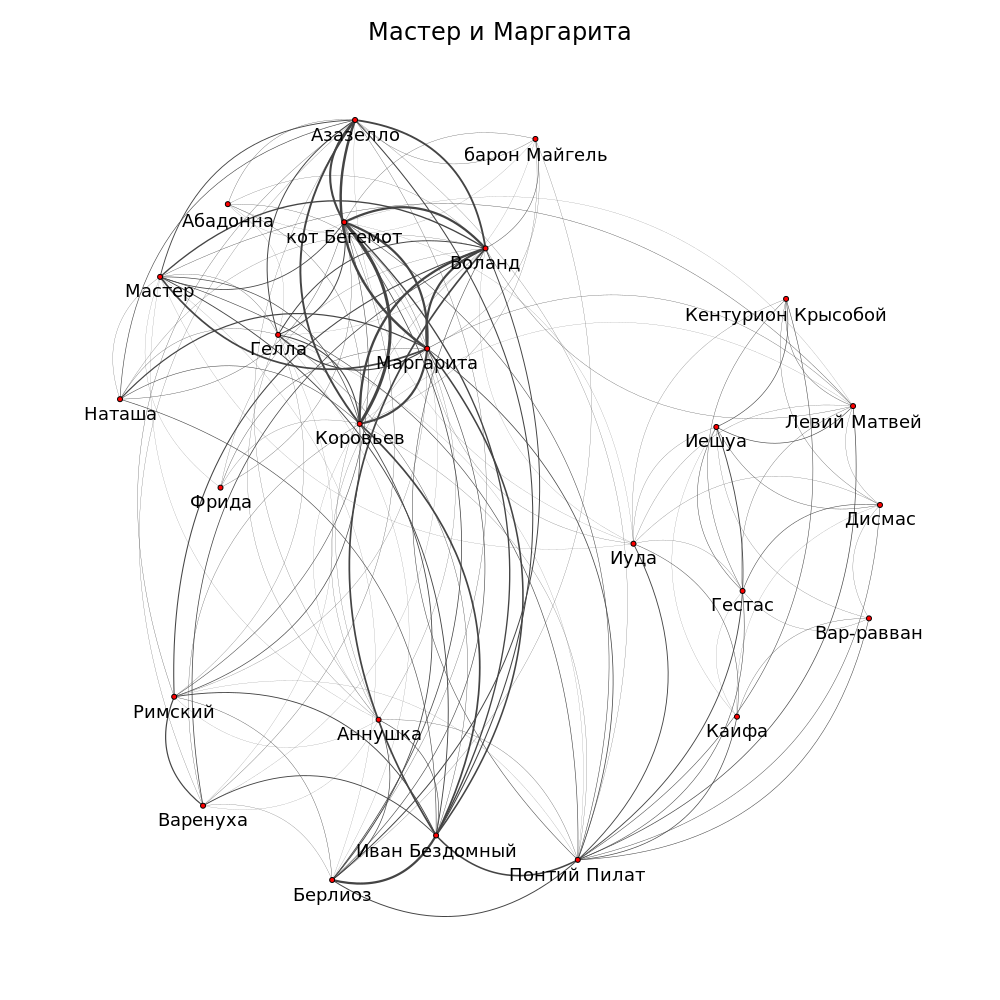 Мастер и Маргарита
Азазелло
барон Майгель
Абадонна
кот Бегемот
Воланд
Мастер
Кентурион Крысобой
Гелла
Маргарита
Наташа
Левий Матвей
Коровьев
Иешуа
Фрида
Дисмас
Иуда
Гестас
Вар-равван
Римский
Аннушка
Каифа
Варенуха
Иван Бездомный
Понтий Пилат
Берлиоз